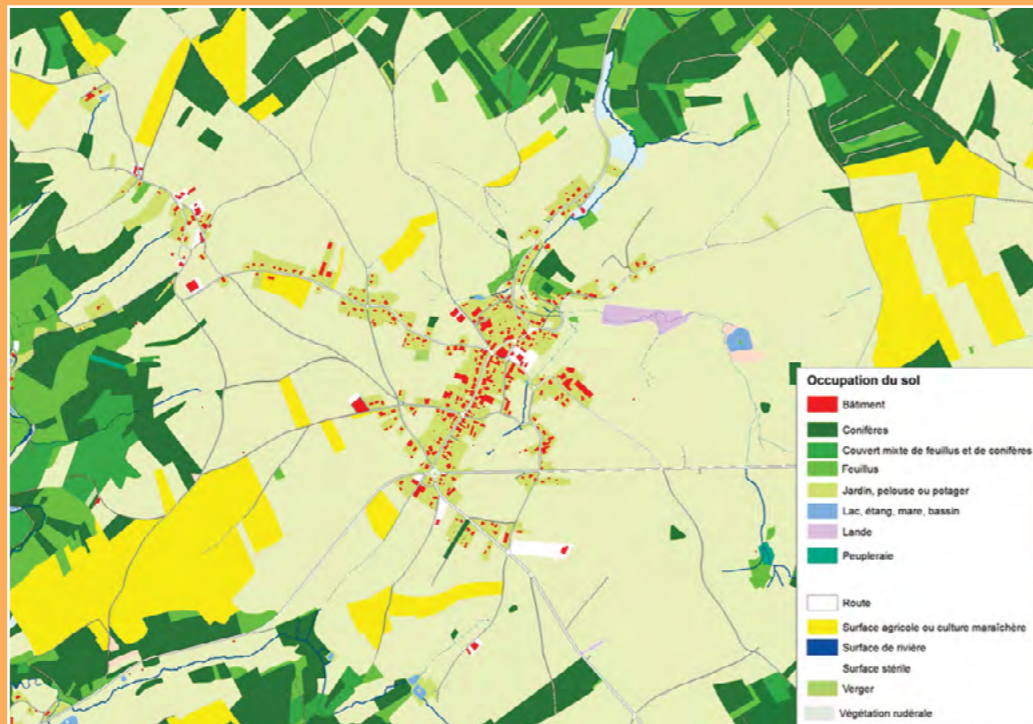 Occupation du sol
Bâtiment
Conifères
Couvert mixte de feuillus et de conifères
Feuillus
Jardin, pelouse ou potager
Lac, étang, mare, bassin
Lande
Peupleraie
Route
Surface agricole ou culture maraîchère
Surface de rivière
Surface stérile
Verger
Végétation rudérale